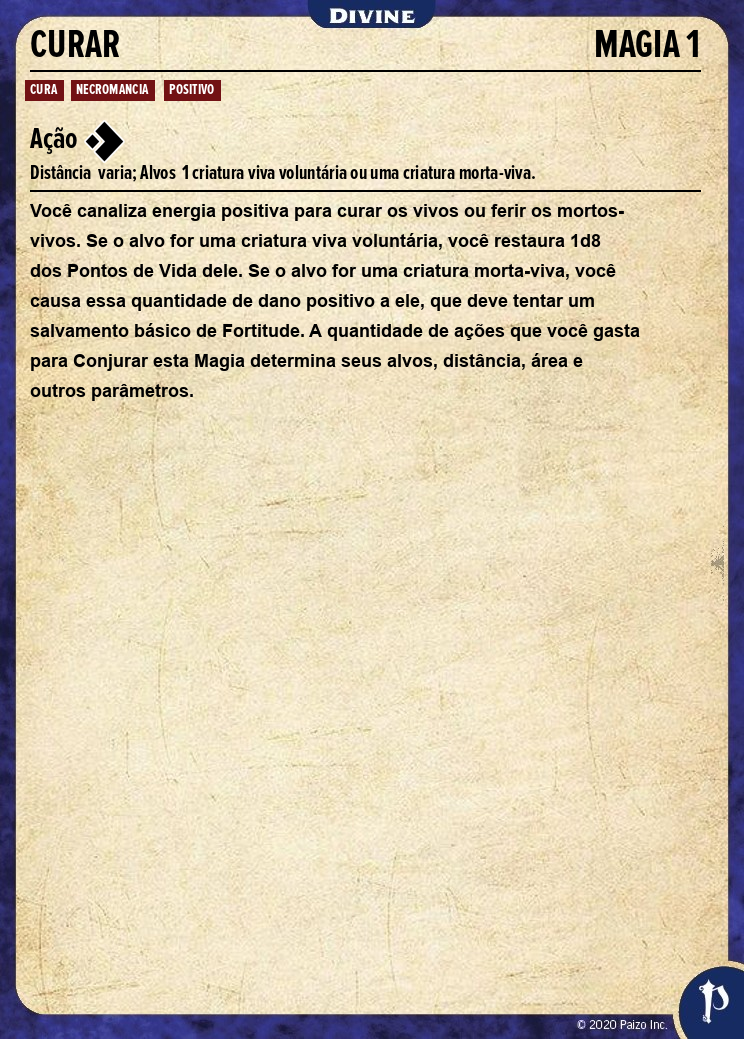 DIVINE
CURAR MAGIA 1
CURA NECROMANCIA POSITIVO
Ação
Distância varia; Alvos 1 criatura viva voluntária ou uma criatura morta-viva.
Você canaliza energia positiva para curar os vivos ou ferir os mortos-
vivos. Se o alvo for uma criatura viva voluntária, você restaura 1d8
dos Pontos de Vida dele. Se o alvo for uma criatura morta-viva, você
causa essa quantidade de dano positivo a ele, que deve tentar um
salvamento básico de Fortitude. A quantidade de ações que você gasta
para Conjurar esta Magia determina seus alvos, distância, área e
outros parâmetros.
© 2020 Paizo Inc.
P